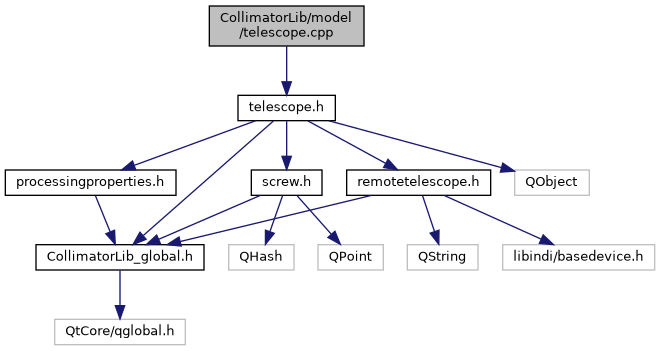 CollimatorLib/model
/telescope.cpp
telescope.h
processingproperties.h
screw.h
remotetelescope.h
QObject
CollimatorLib_global.h
QHash
QPoint
QString
libindi/basedevice.h
QtCore/qglobal.h